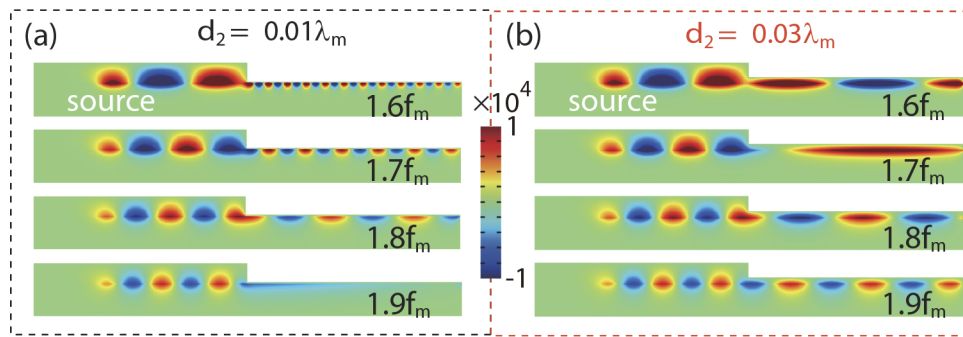 (a) d₂ = 0.01λₘ
source
1.6fₘ
1.7fₘ
1.8fₘ
1.9fₘ
×10⁴
1
-1
(b) d₂ = 0.03λₘ
source
1.6fₘ
1.7fₘ
1.8fₘ
1.9fₘ